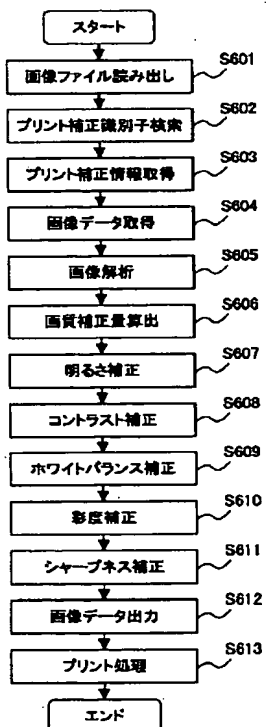 スタート
画像ファイル読み出し S601
プリント補正識別子検索 S602
プリント補正情報取得 S603
画像データ取得 S604
画像解析 S605
画質補正量算出 S606
明るさ補正 S607
コントラスト補正 S608
ホワイトバランス補正 S609
彩度補正 S610
シャープネス補正 S611
画像データ出力 S612
プリント処理 S613
エンド